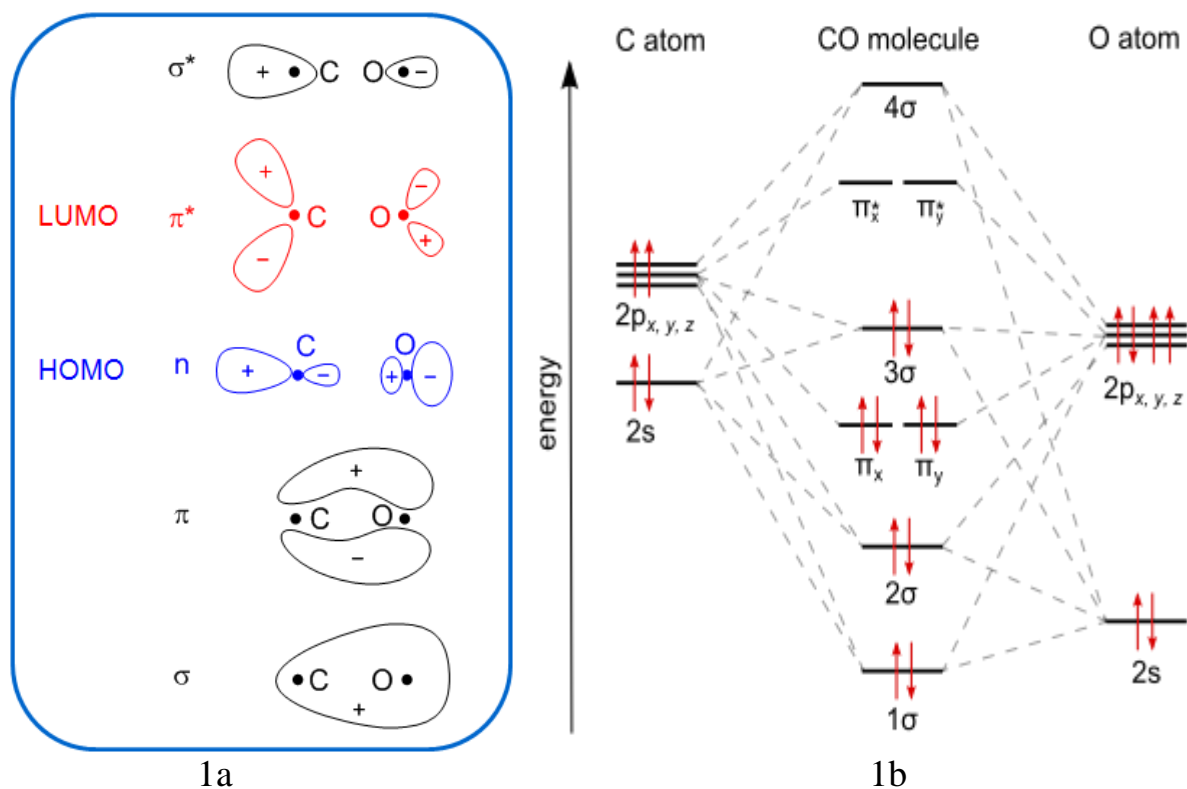 σ* + C O −
LUMO π* + − C O − +
HOMO n + C − + O −
π + C O −
σ C O +
1a
C atom CO molecule O atom
energy
4σ
π*x π*y
2px, y, z
3σ
2px, y, z
2s
πx πy
2σ
2s
1σ
1b